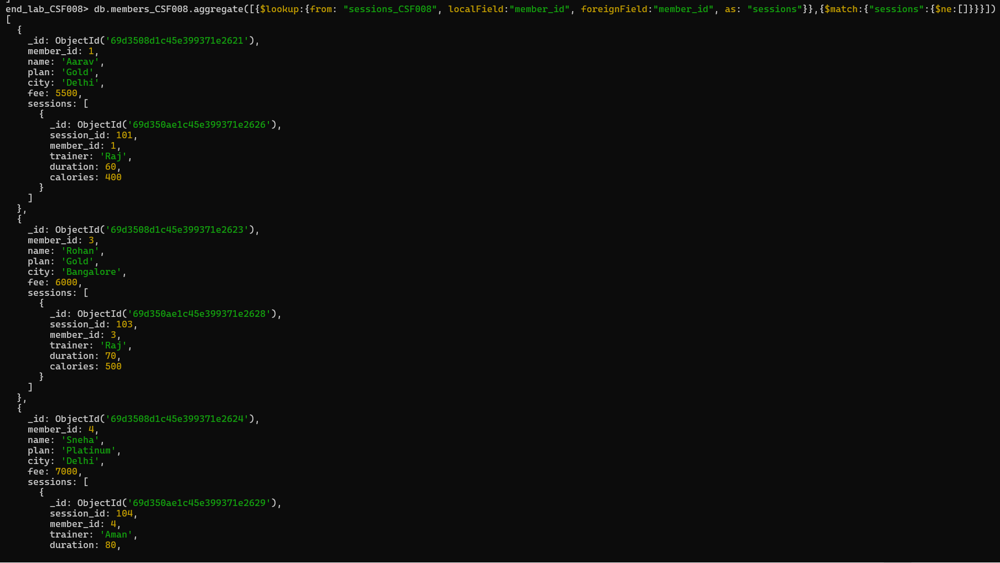 ]
end_lab_CSF008> db.members_CSF008.aggregate([{$lookup:{from: "sessions_CSF008", localField:"member_id", foreignField:"member_id", as: "sessions"}},{$match:{"sessions":{$ne:[]}}}])
[
  {
    _id: ObjectId('69d3508d1c45e399371e2621'),
    member_id: 1,
    name: 'Aarav',
    plan: 'Gold',
    city: 'Delhi',
    fee: 5500,
    sessions: [
      {
        _id: ObjectId('69d350ae1c45e399371e2626'),
        session_id: 101,
        member_id: 1,
        trainer: 'Raj',
        duration: 60,
        calories: 400
      }
    ]
  },
  {
    _id: ObjectId('69d3508d1c45e399371e2623'),
    member_id: 3,
    name: 'Rohan',
    plan: 'Gold',
    city: 'Bangalore',
    fee: 6000,
    sessions: [
      {
        _id: ObjectId('69d350ae1c45e399371e2628'),
        session_id: 103,
        member_id: 3,
        trainer: 'Raj',
        duration: 70,
        calories: 500
      }
    ]
  },
  {
    _id: ObjectId('69d3508d1c45e399371e2624'),
    member_id: 4,
    name: 'Sneha',
    plan: 'Platinum',
    city: 'Delhi',
    fee: 7000,
    sessions: [
      {
        _id: ObjectId('69d350ae1c45e399371e2629'),
        session_id: 104,
        member_id: 4,
        trainer: 'Aman',
        duration: 80,